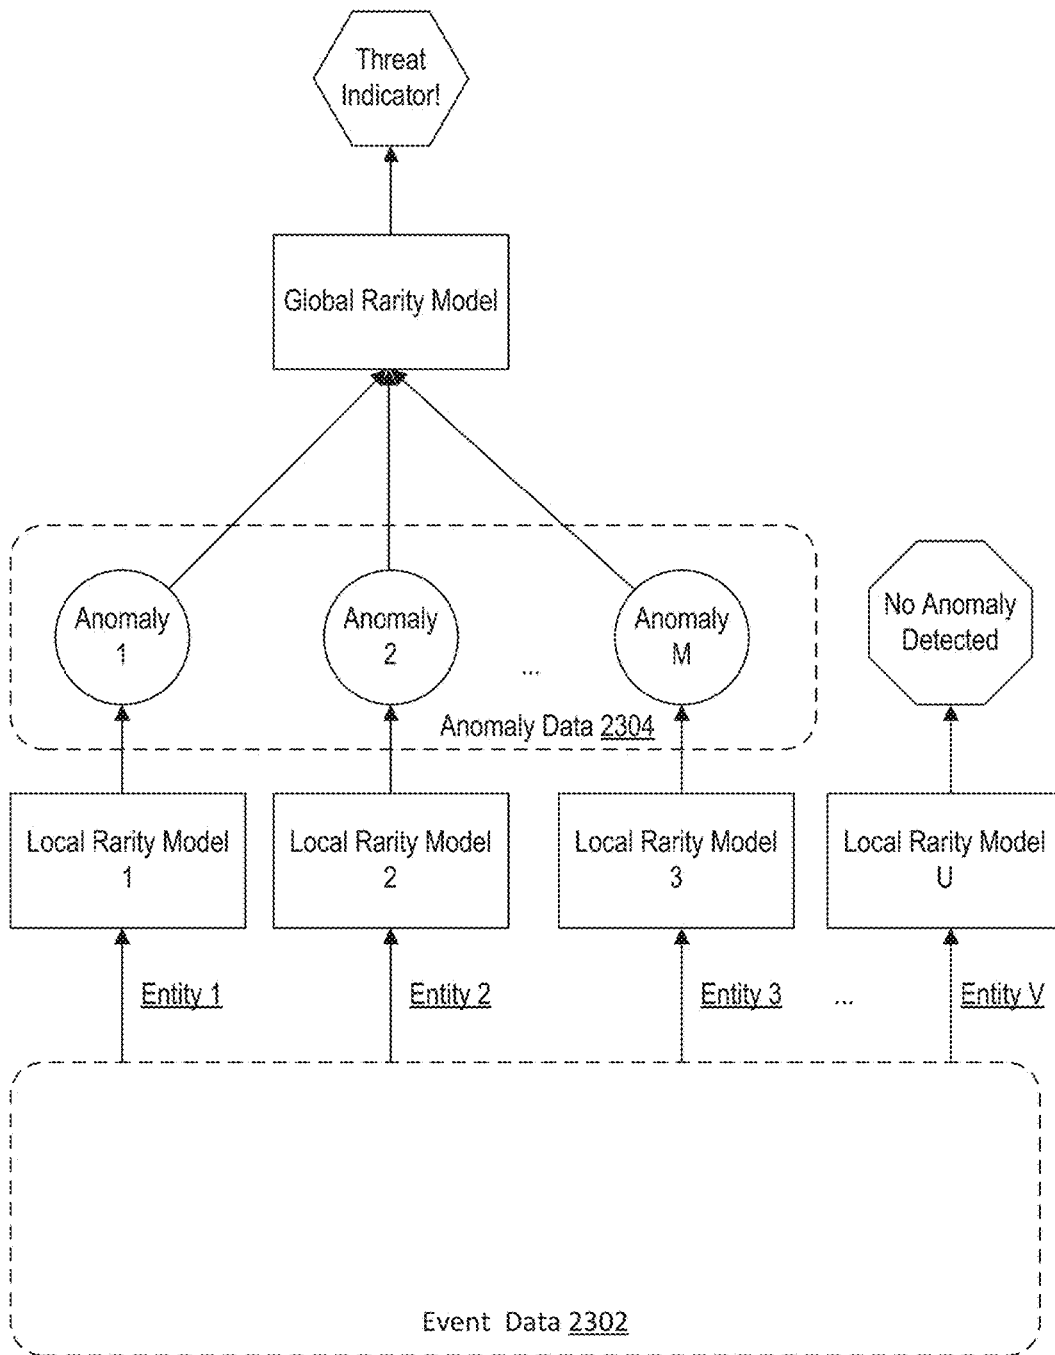 Threat
Indicator!
Global Rarity Model
Anomaly
1
Anomaly
2
...
Anomaly
M
No Anomaly
Detected
Anomaly Data 2304
Local Rarity Model
1
Local Rarity Model
2
Local Rarity Model
3
Local Rarity Model
U
Entity 1
Entity 2
Entity 3
...
Entity V
Event Data 2302